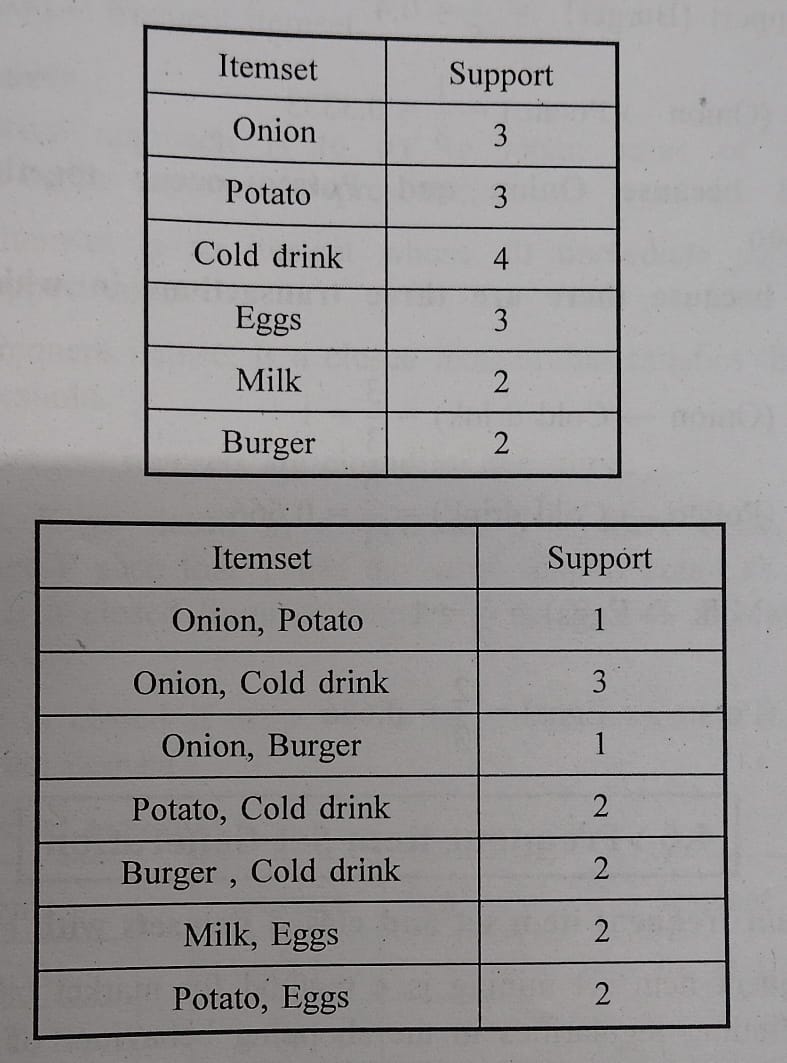 Itemset Support
Onion 3
Potato 3
Cold drink 4
Eggs 3
Milk 2
Burger 2
Itemset Support
Onion, Potato 1
Onion, Cold drink 3
Onion, Burger 1
Potato, Cold drink 2
Burger , Cold drink 2
Milk, Eggs 2
Potato, Eggs 2